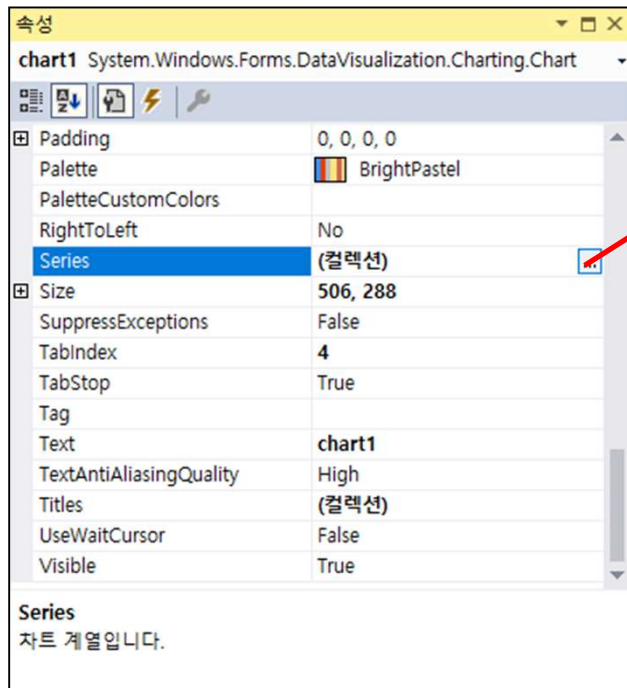 속성
chart1 System.Windows.Forms.DataVisualization.Charting.Chart
Padding 0, 0, 0, 0
Palette BrightPastel
PaletteCustomColors
RightToLeft No
Series (컬렉션) ...
Size 506, 288
SuppressExceptions False
TabIndex 4
TabStop True
Tag
Text chart1
TextAntiAliasingQuality High
Titles (컬렉션)
UseWaitCursor False
Visible True
Series
차트 계열입니다.